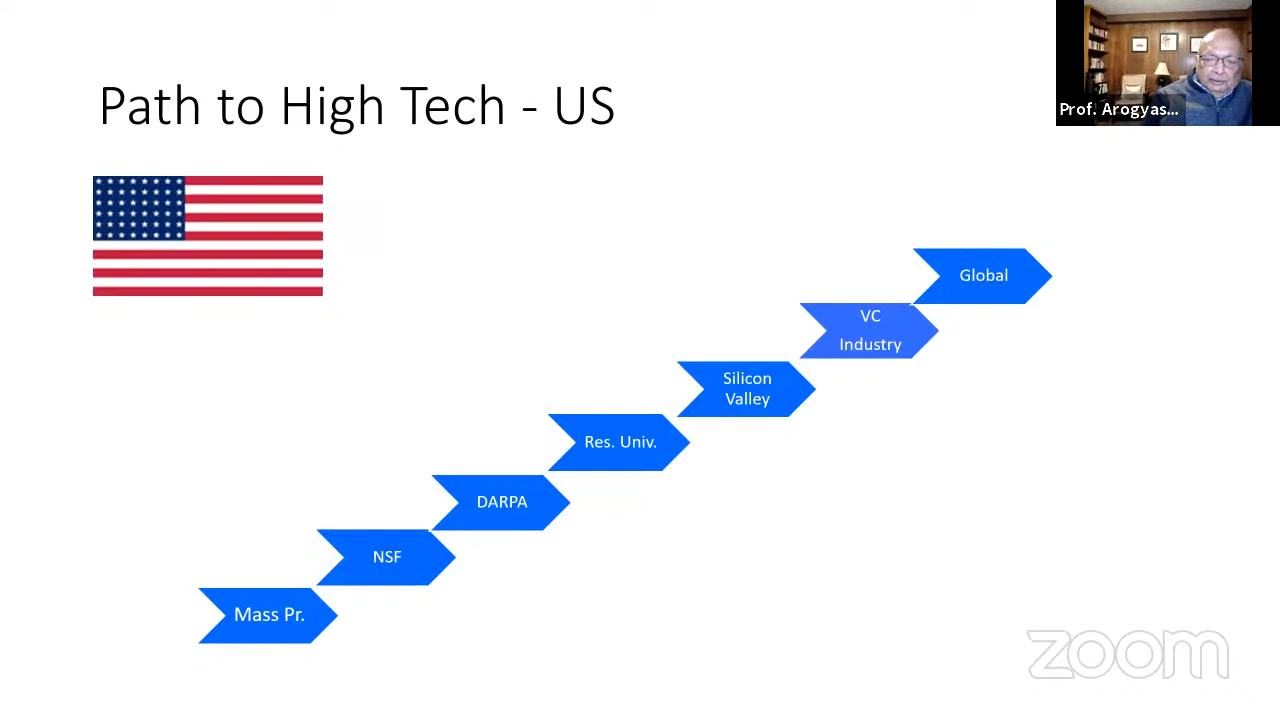 Path to High Tech - US
Prof. Arogyas...
Global
VC
Industry
Silicon
Valley
Res. Univ.
DARPA
NSF
Mass Pr.
zoom